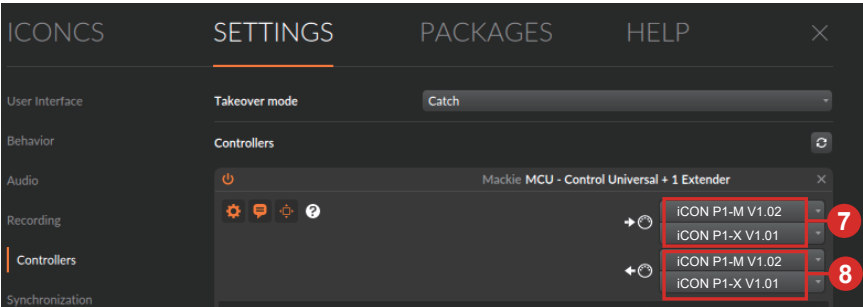 ICONCS SETTINGS PACKAGES HELP
User Interface
Takeover mode
Catch
Behavior
Controllers
Audio
Mackie MCU - Control Universal + 1 Extender
Recording
iCON P1-M V1.02
iCON P1-X V1.01
7
Controllers
iCON P1-M V1.02
iCON P1-X V1.01
8
Synchronization